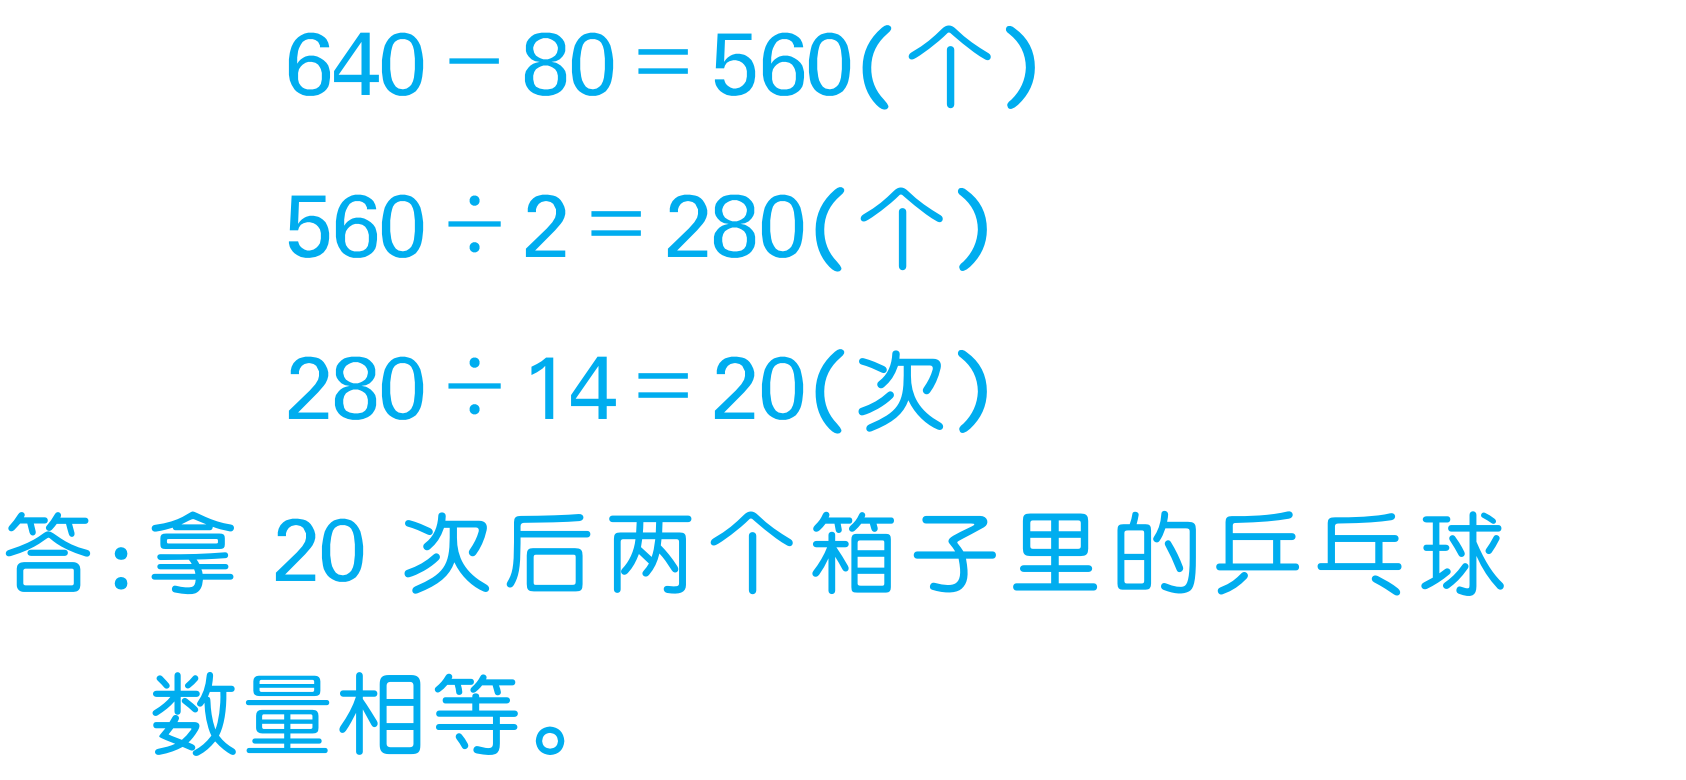 640 − 80 = 560(个)
560 ÷ 2 = 280(个)
280 ÷ 14 = 20(次)
答:拿 20 次后两个箱子里的乒乓球
数量相等。